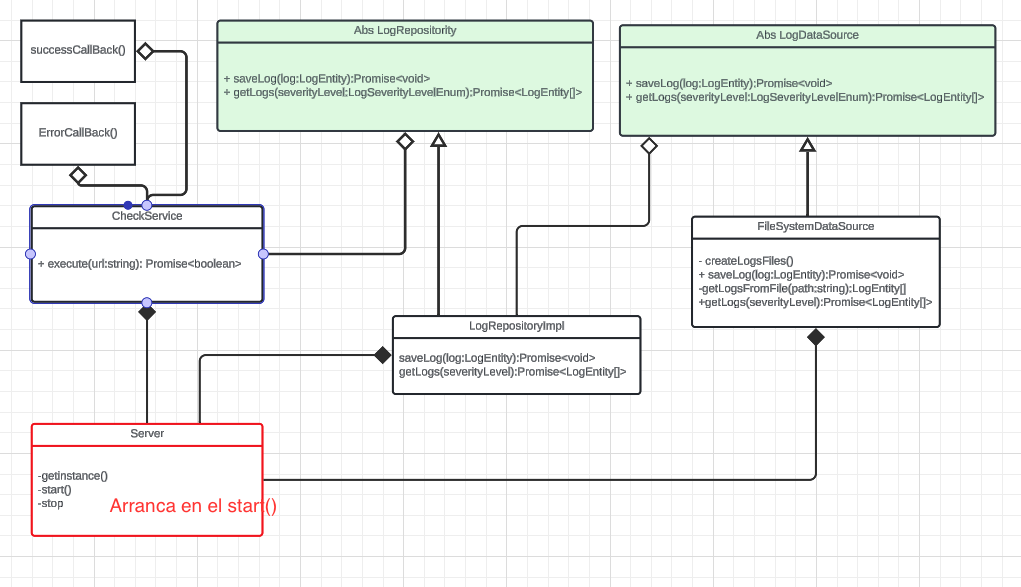 successCallBack()
ErrorCallBack()
Abs LogRepositority
+ saveLog(log:LogEntity):Promise<void>
+ getLogs(severityLevel:LogSeverityLevelEnum):Promise<LogEntity[]>
Abs LogDataSource
+ saveLog(log:LogEntity):Promise<void>
+ getLogs(severityLevel:LogSeverityLevelEnum):Promise<LogEntity[]>
CheckService
+ execute(url:string): Promise<boolean>
FileSystemDataSource
- createLogsFiles()
+ saveLog(log:LogEntity):Promise<void>
-getLogsFromFile(path:string):LogEntity[]
+getLogs(severityLevel):Promise<LogEntity[]>
LogRepositoryImpl
saveLog(log:LogEntity):Promise<void>
getLogs(severityLevel):Promise<LogEntity[]>
Server
-getinstance()
-start()
-stop
Arranca en el start()